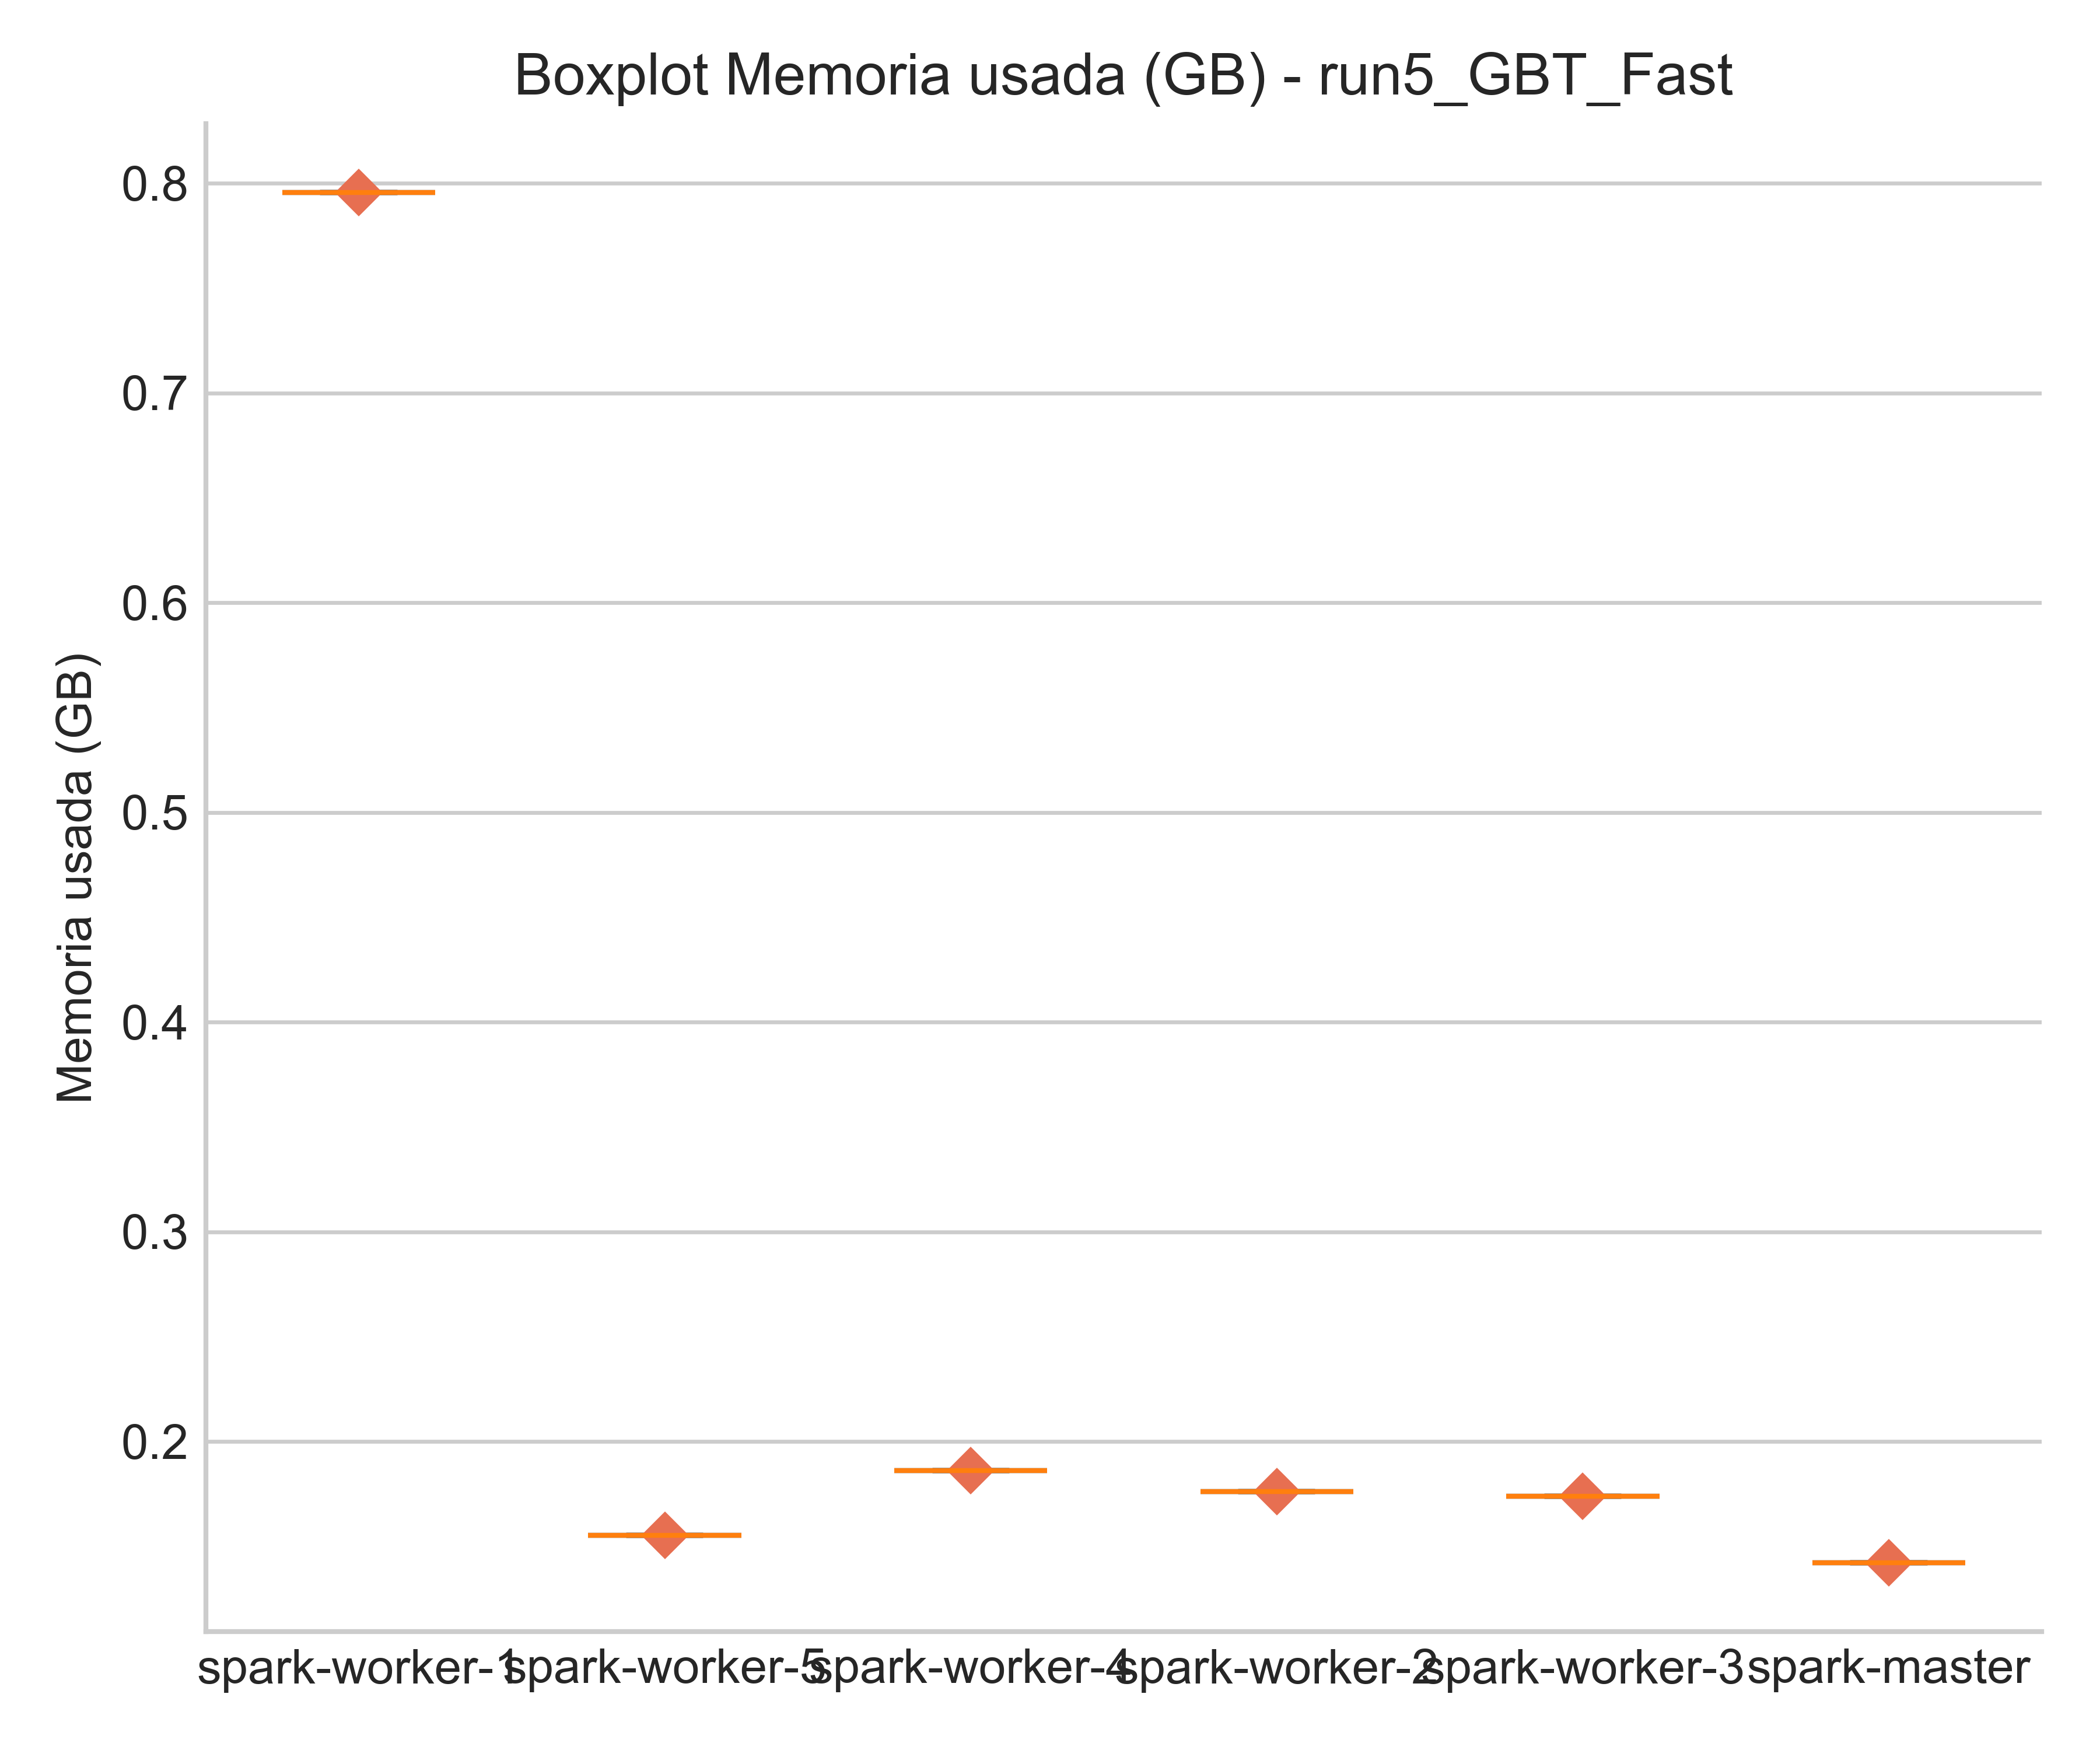 Boxplot Memoria usada (GB) - run5_GBT_Fast
Memoria usada (GB)
0.8
0.7
0.6
0.5
0.4
0.3
0.2
spark-worker-1 spark-worker-5 spark-worker-4 spark-worker-2 spark-worker-3 spark-master